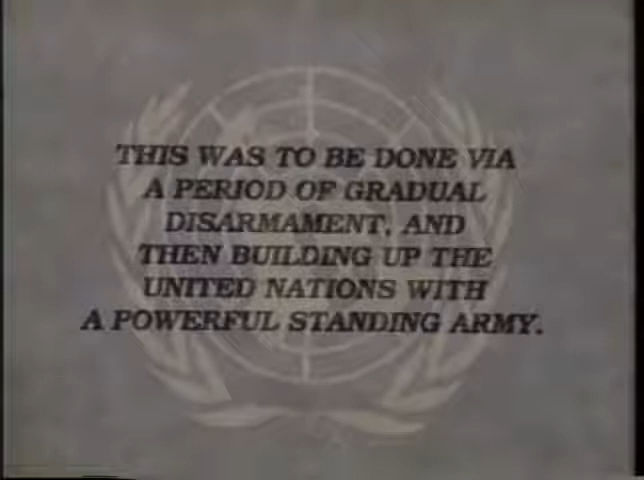 THIS WAS TO BE DONE VIA
A PERIOD OF GRADUAL
DISARMAMENT, AND
THEN BUILDING UP THE
UNITED NATIONS WITH
A POWERFUL STANDING ARMY.